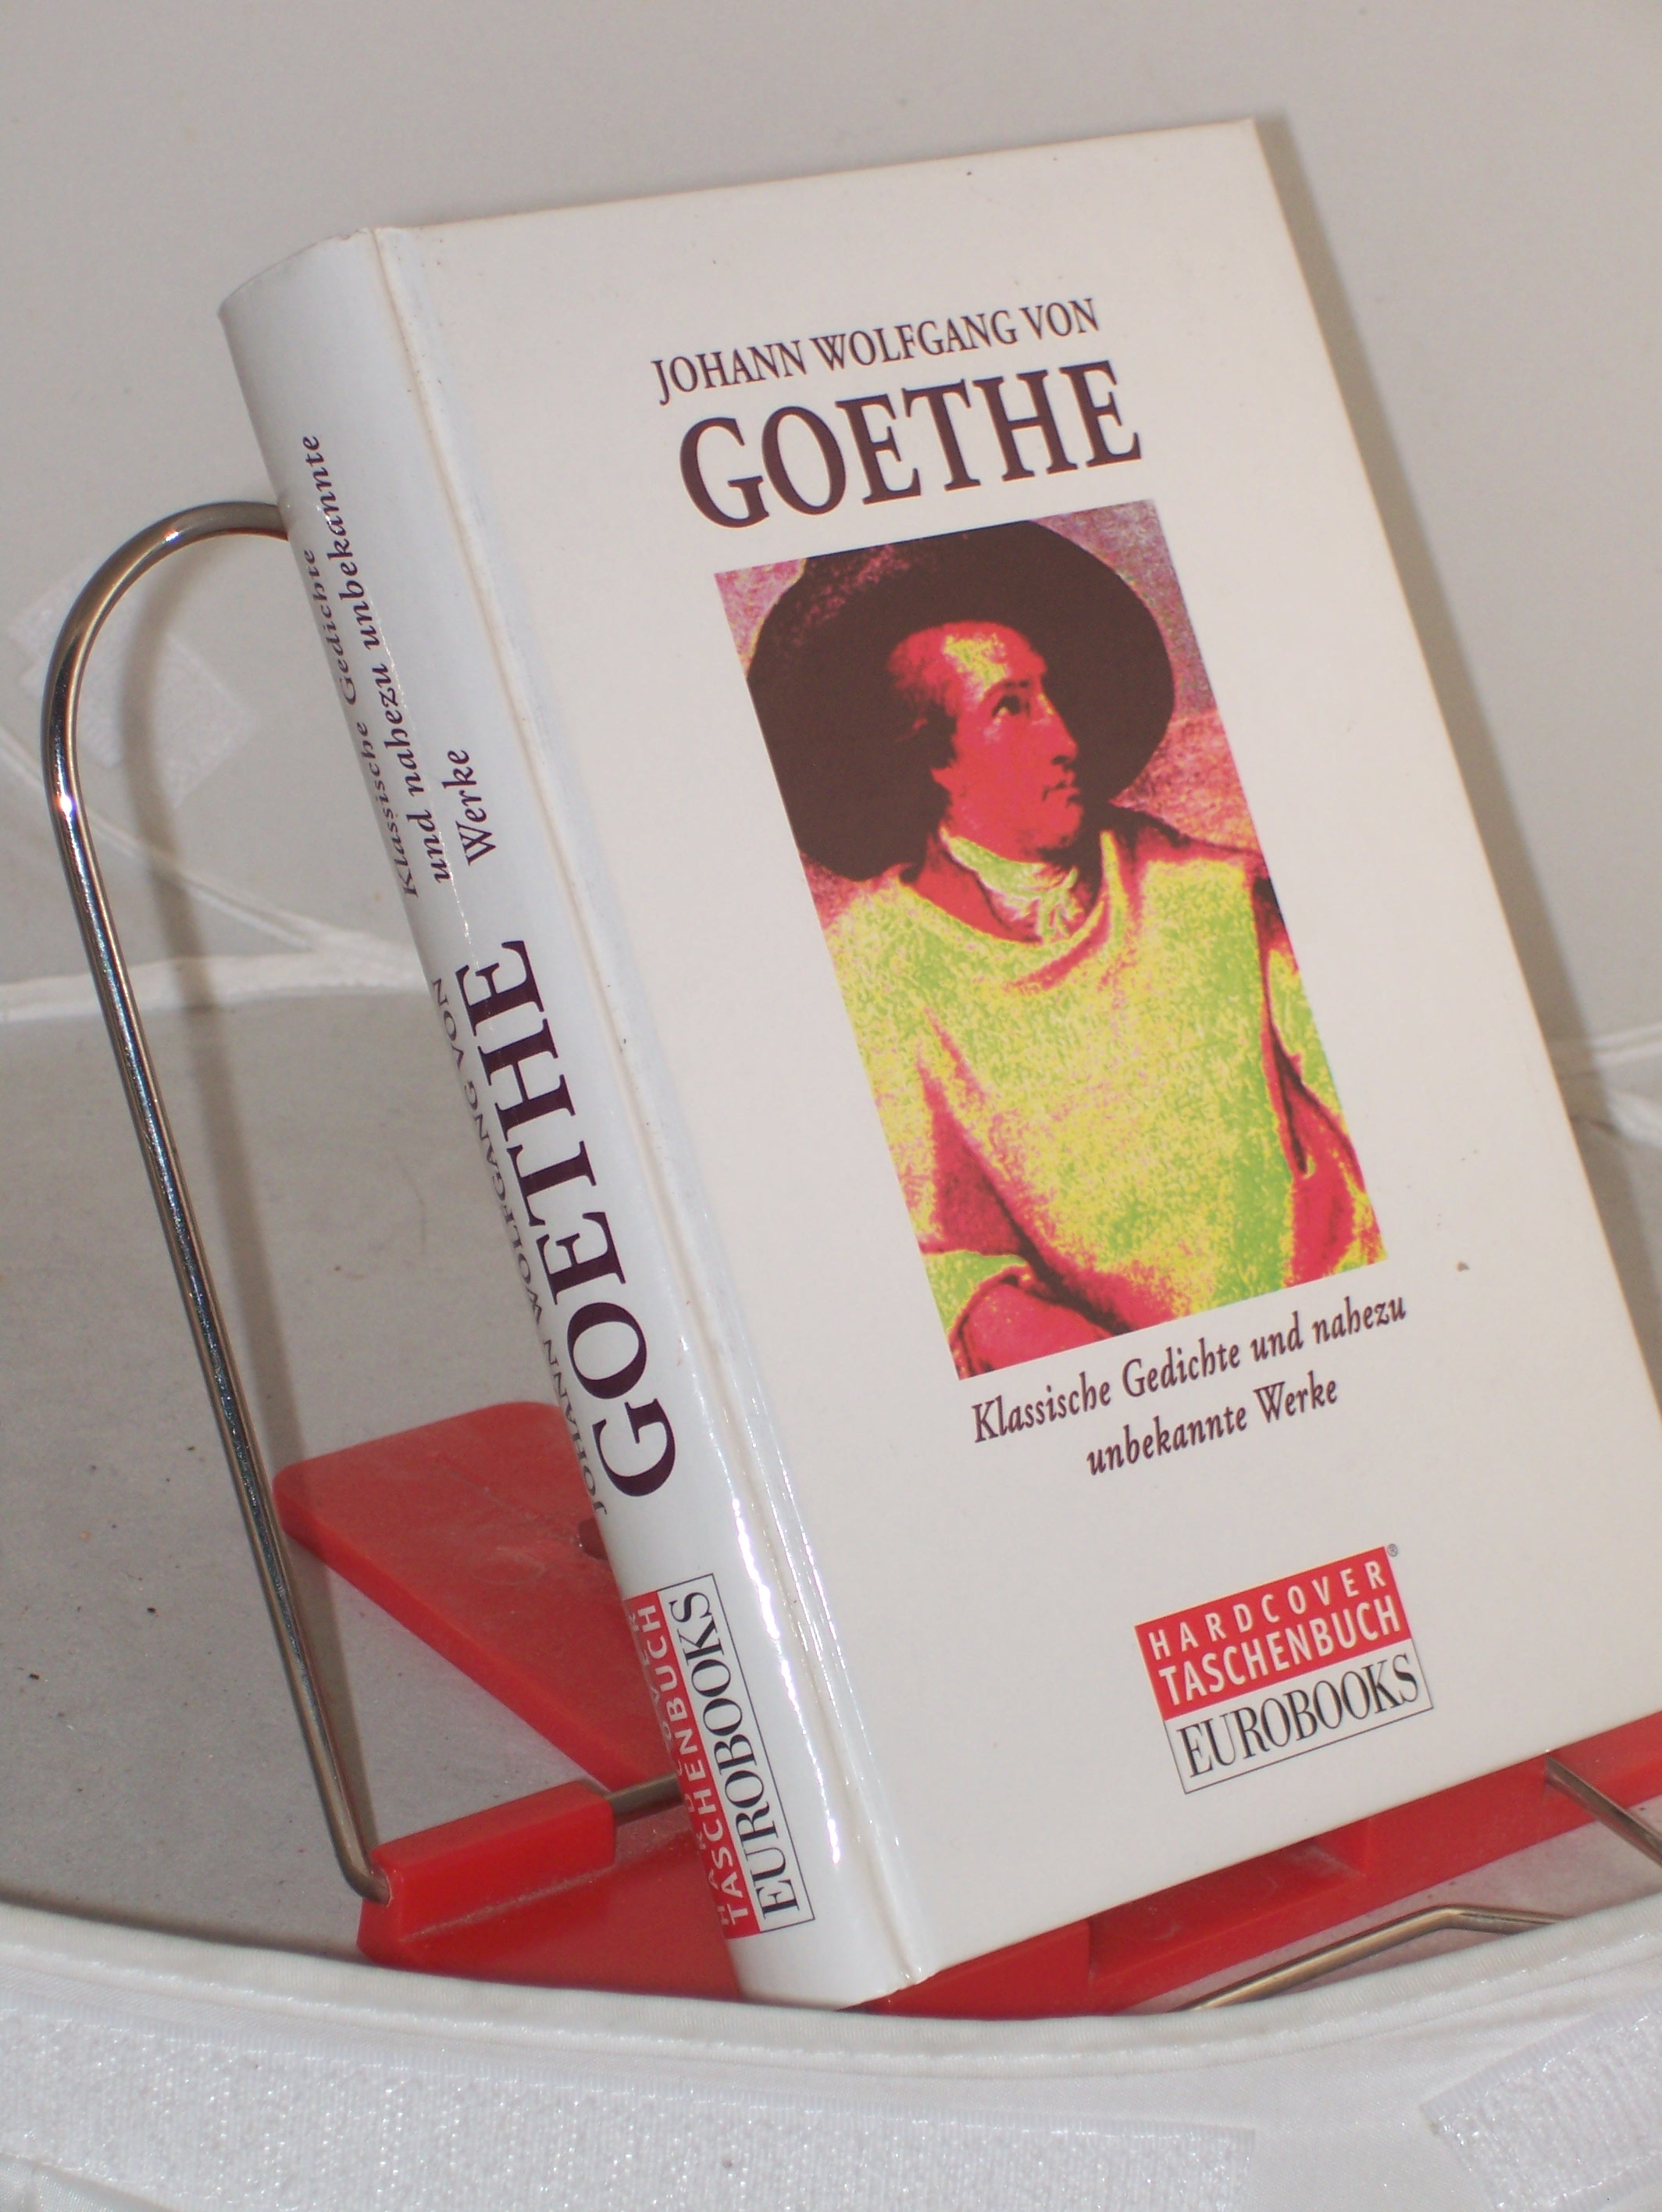 JOHANN WOLFGANG VON
GOETHE
Klassische Gedichte und nahezu
unbekannte Werke
HARDCOVER®
TASCHENBUCH
EUROBOOKS
Klassische Gedichte
und nahezu unbekannte
Werke
JOHANN WOLFGANG VON
GOETHE
HARDCOVER
TASCHENBUCH
EUROBOOKS